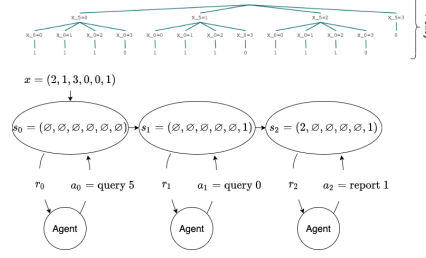 X_5=0 X_5=1 X_5=2 X_5=3
X_0=0 X_0=1 X_0=2 X_0=3 X_0=0 X_0=1 X_0=2 X_0=3 X_0=0 X_0=1 X_0=2 X_0=3 0
1 1 1 0 1 1 1 0 1 1 1 0
x = (2, 1, 3, 0, 0, 1)
s₀ = (∅, ∅, ∅, ∅, ∅, ∅) s₁ = (∅, ∅, ∅, ∅, ∅, 1) s₂ = (2, ∅, ∅, ∅, ∅, 1)
r₀ a₀ = query 5 r₁ a₁ = query 0 r₂ a₂ = report 1
Agent Agent Agent